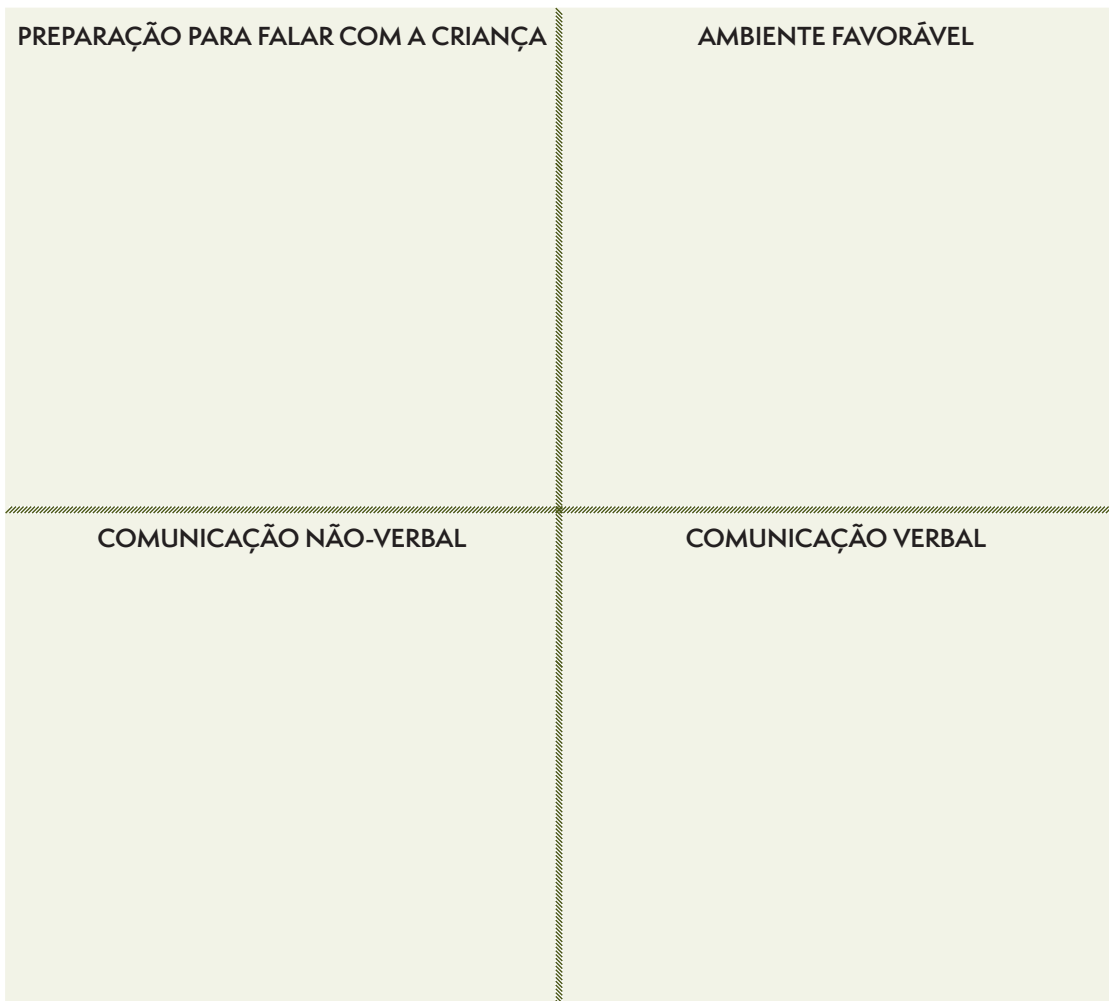 PREPARAÇÃO PARA FALAR COM A CRIANÇA
AMBIENTE FAVORÁVEL
COMUNICAÇÃO NÃO-VERBAL
COMUNICAÇÃO VERBAL